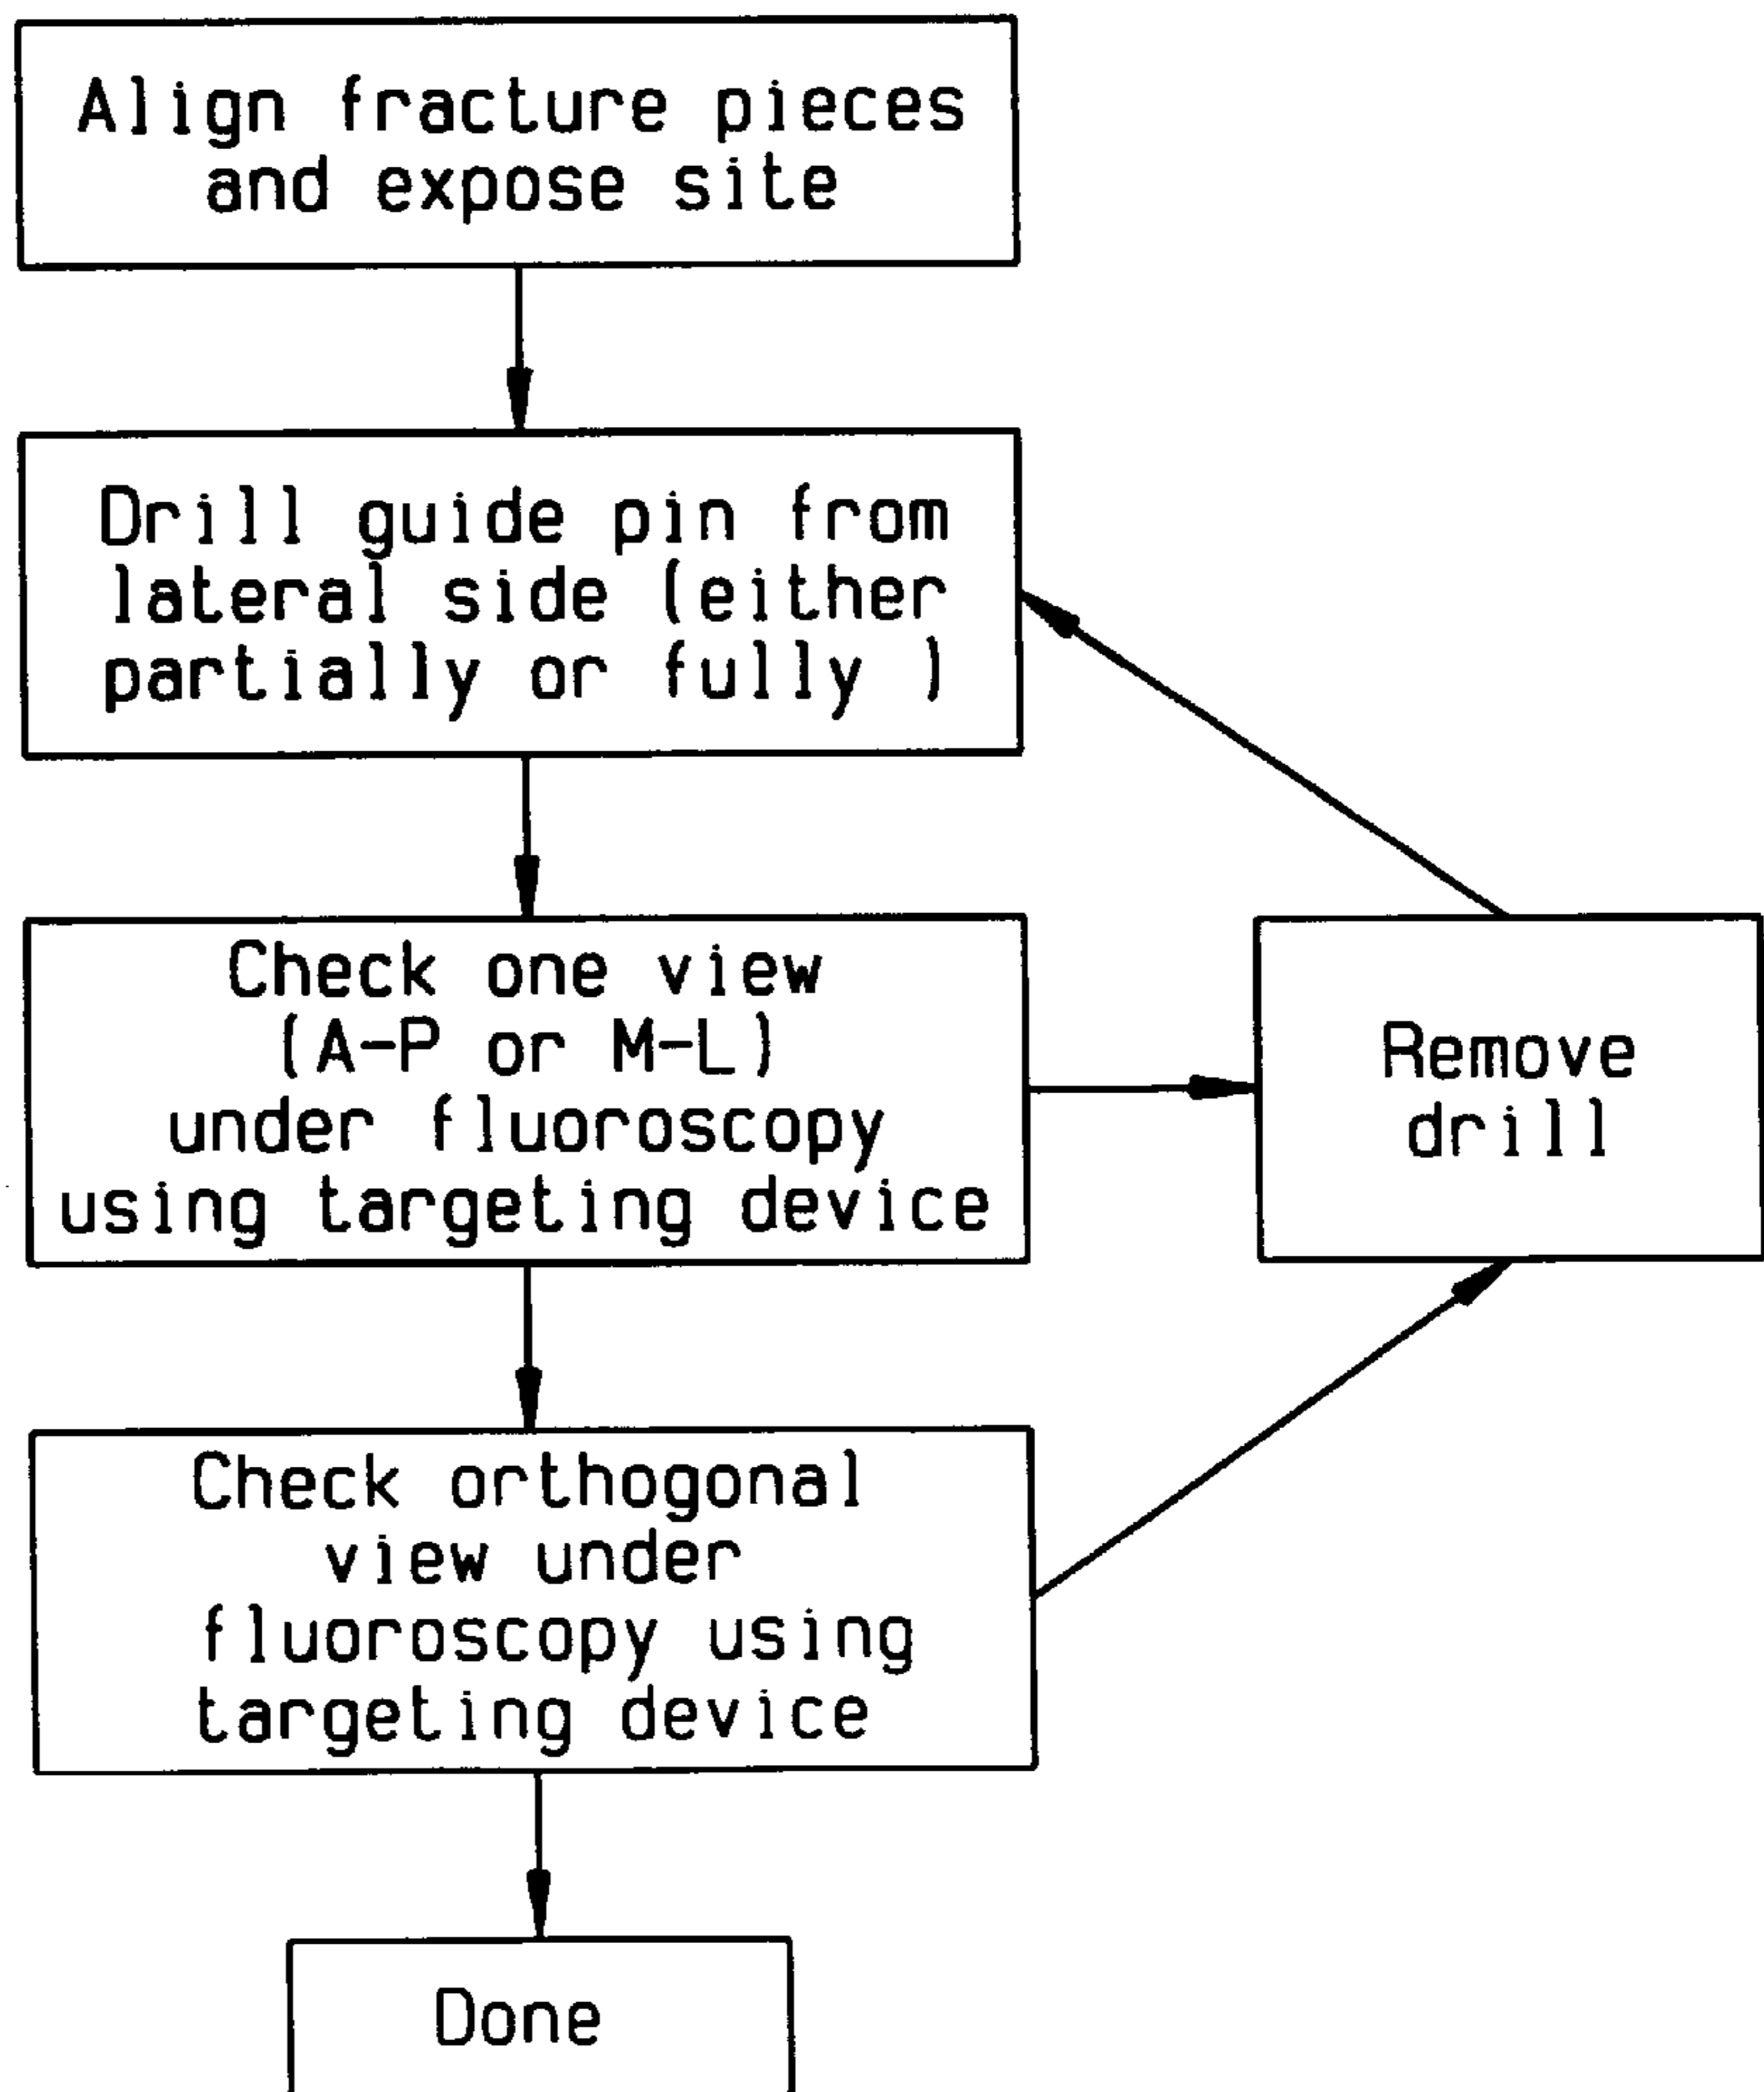 Align fracture pieces
and expose site
Drill guide pin from
lateral side (either
partially or fully )
Check one view
(A-P or M-L)
under fluoroscopy
using targeting device
Remove
drill
Check orthogonal
view under
fluoroscopy using
targeting device
Done